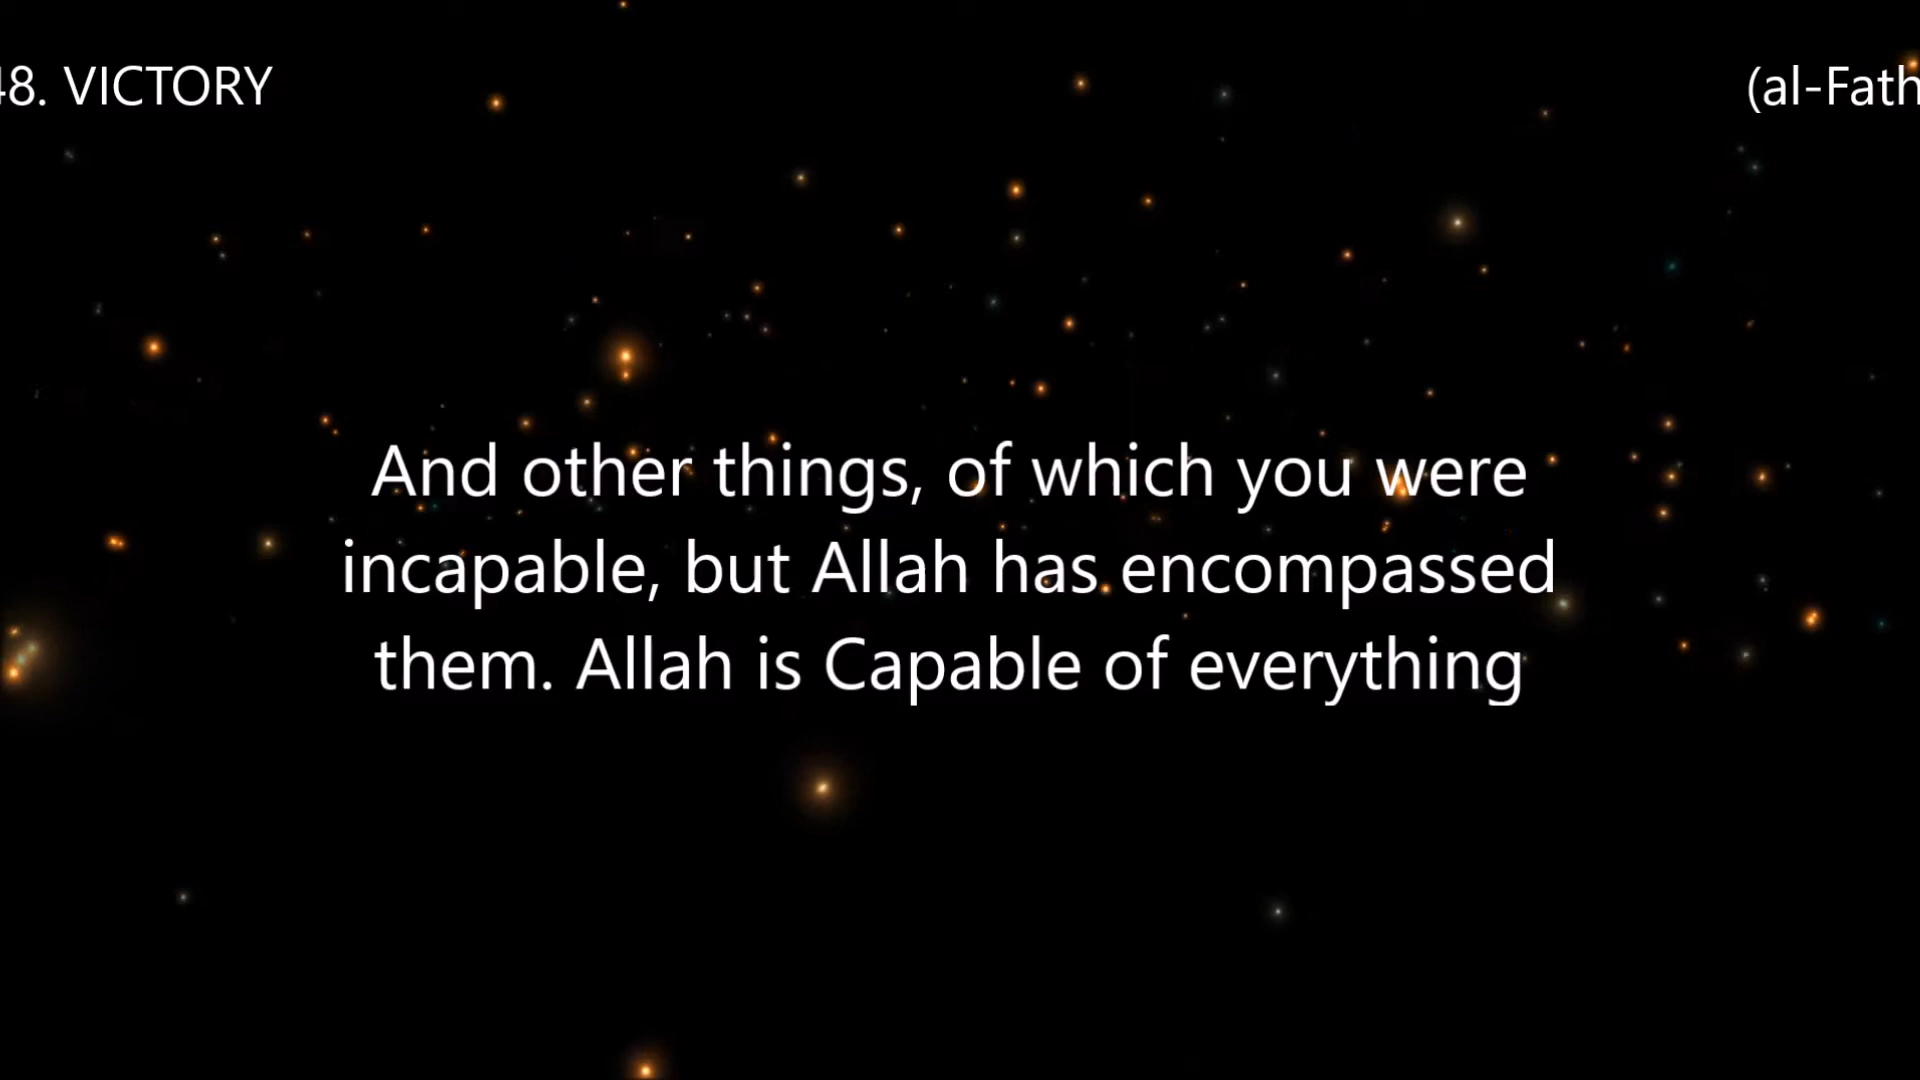 48. VICTORY
(al-Fath
And other things, of which you were
incapable, but Allah has encompassed
them. Allah is Capable of everything